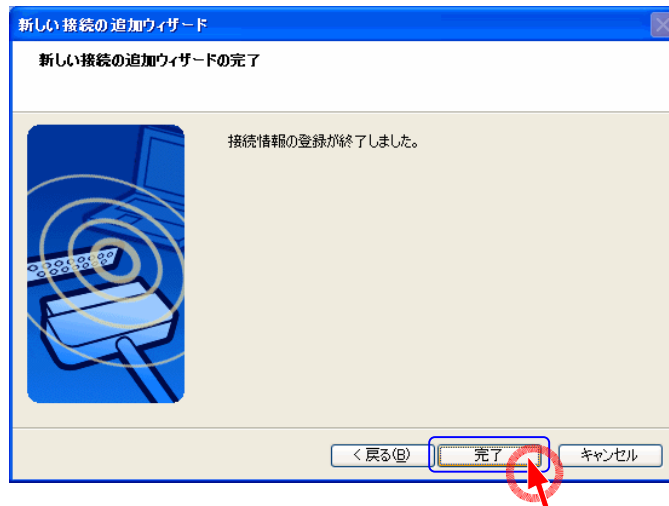 新しい接続の追加ウィザード
新しい接続の追加ウィザードの完了
接続情報の登録が終了しました。
< 戻る(B)
完了
キャンセル